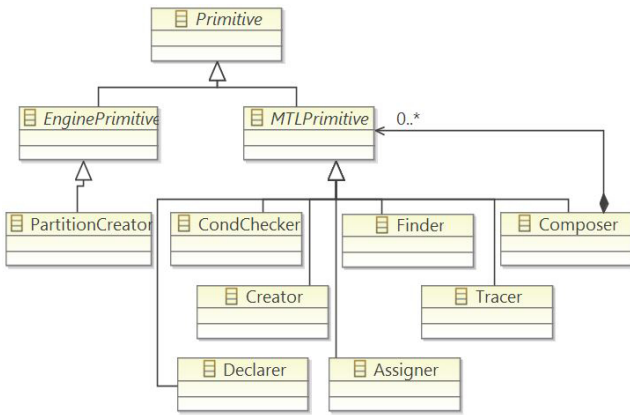 Primitive
EnginePrimitive
MTLPrimitive
0..*
PartitionCreator
CondChecker
Finder
Composer
Creator
Tracer
Declarer
Assigner